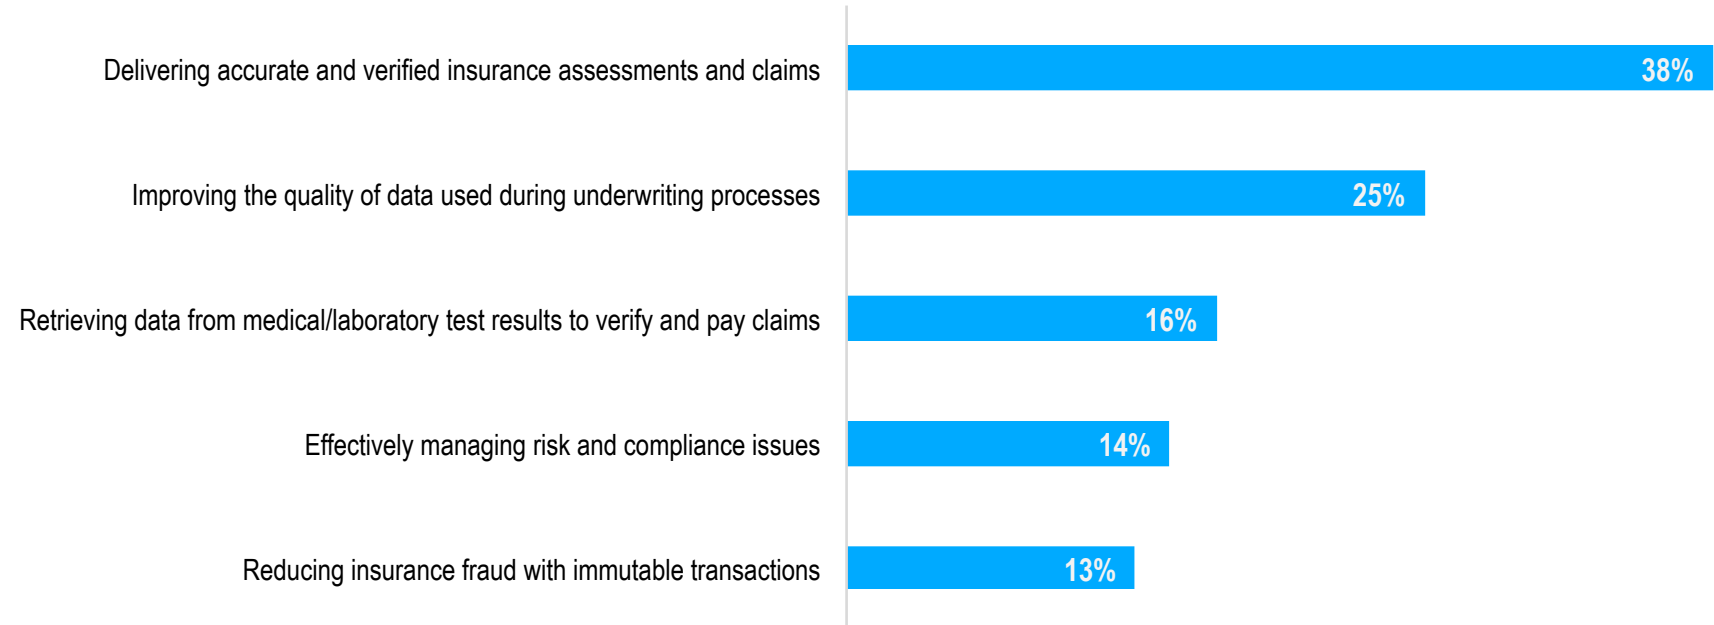 Delivering accurate and verified insurance assessments and claims 38%
Improving the quality of data used during underwriting processes 25%
Retrieving data from medical/laboratory test results to verify and pay claims 16%
Effectively managing risk and compliance issues 14%
Reducing insurance fraud with immutable transactions 13%